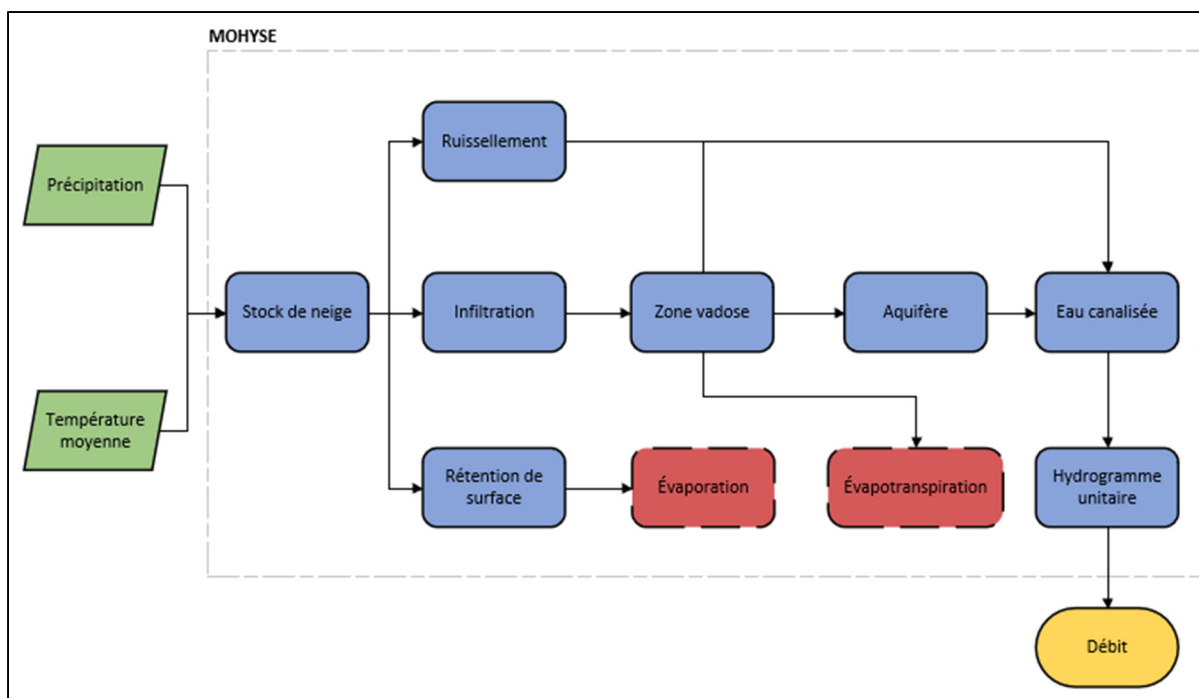 MOHYSE
Ruissellement
Précipitation
Stock de neige
Infiltration
Zone vadose
Aquifère
Eau canalisée
Température
moyenne
Rétention de
surface
Évaporation
Évapotranspiration
Hydrogramme
unitaire
Débit